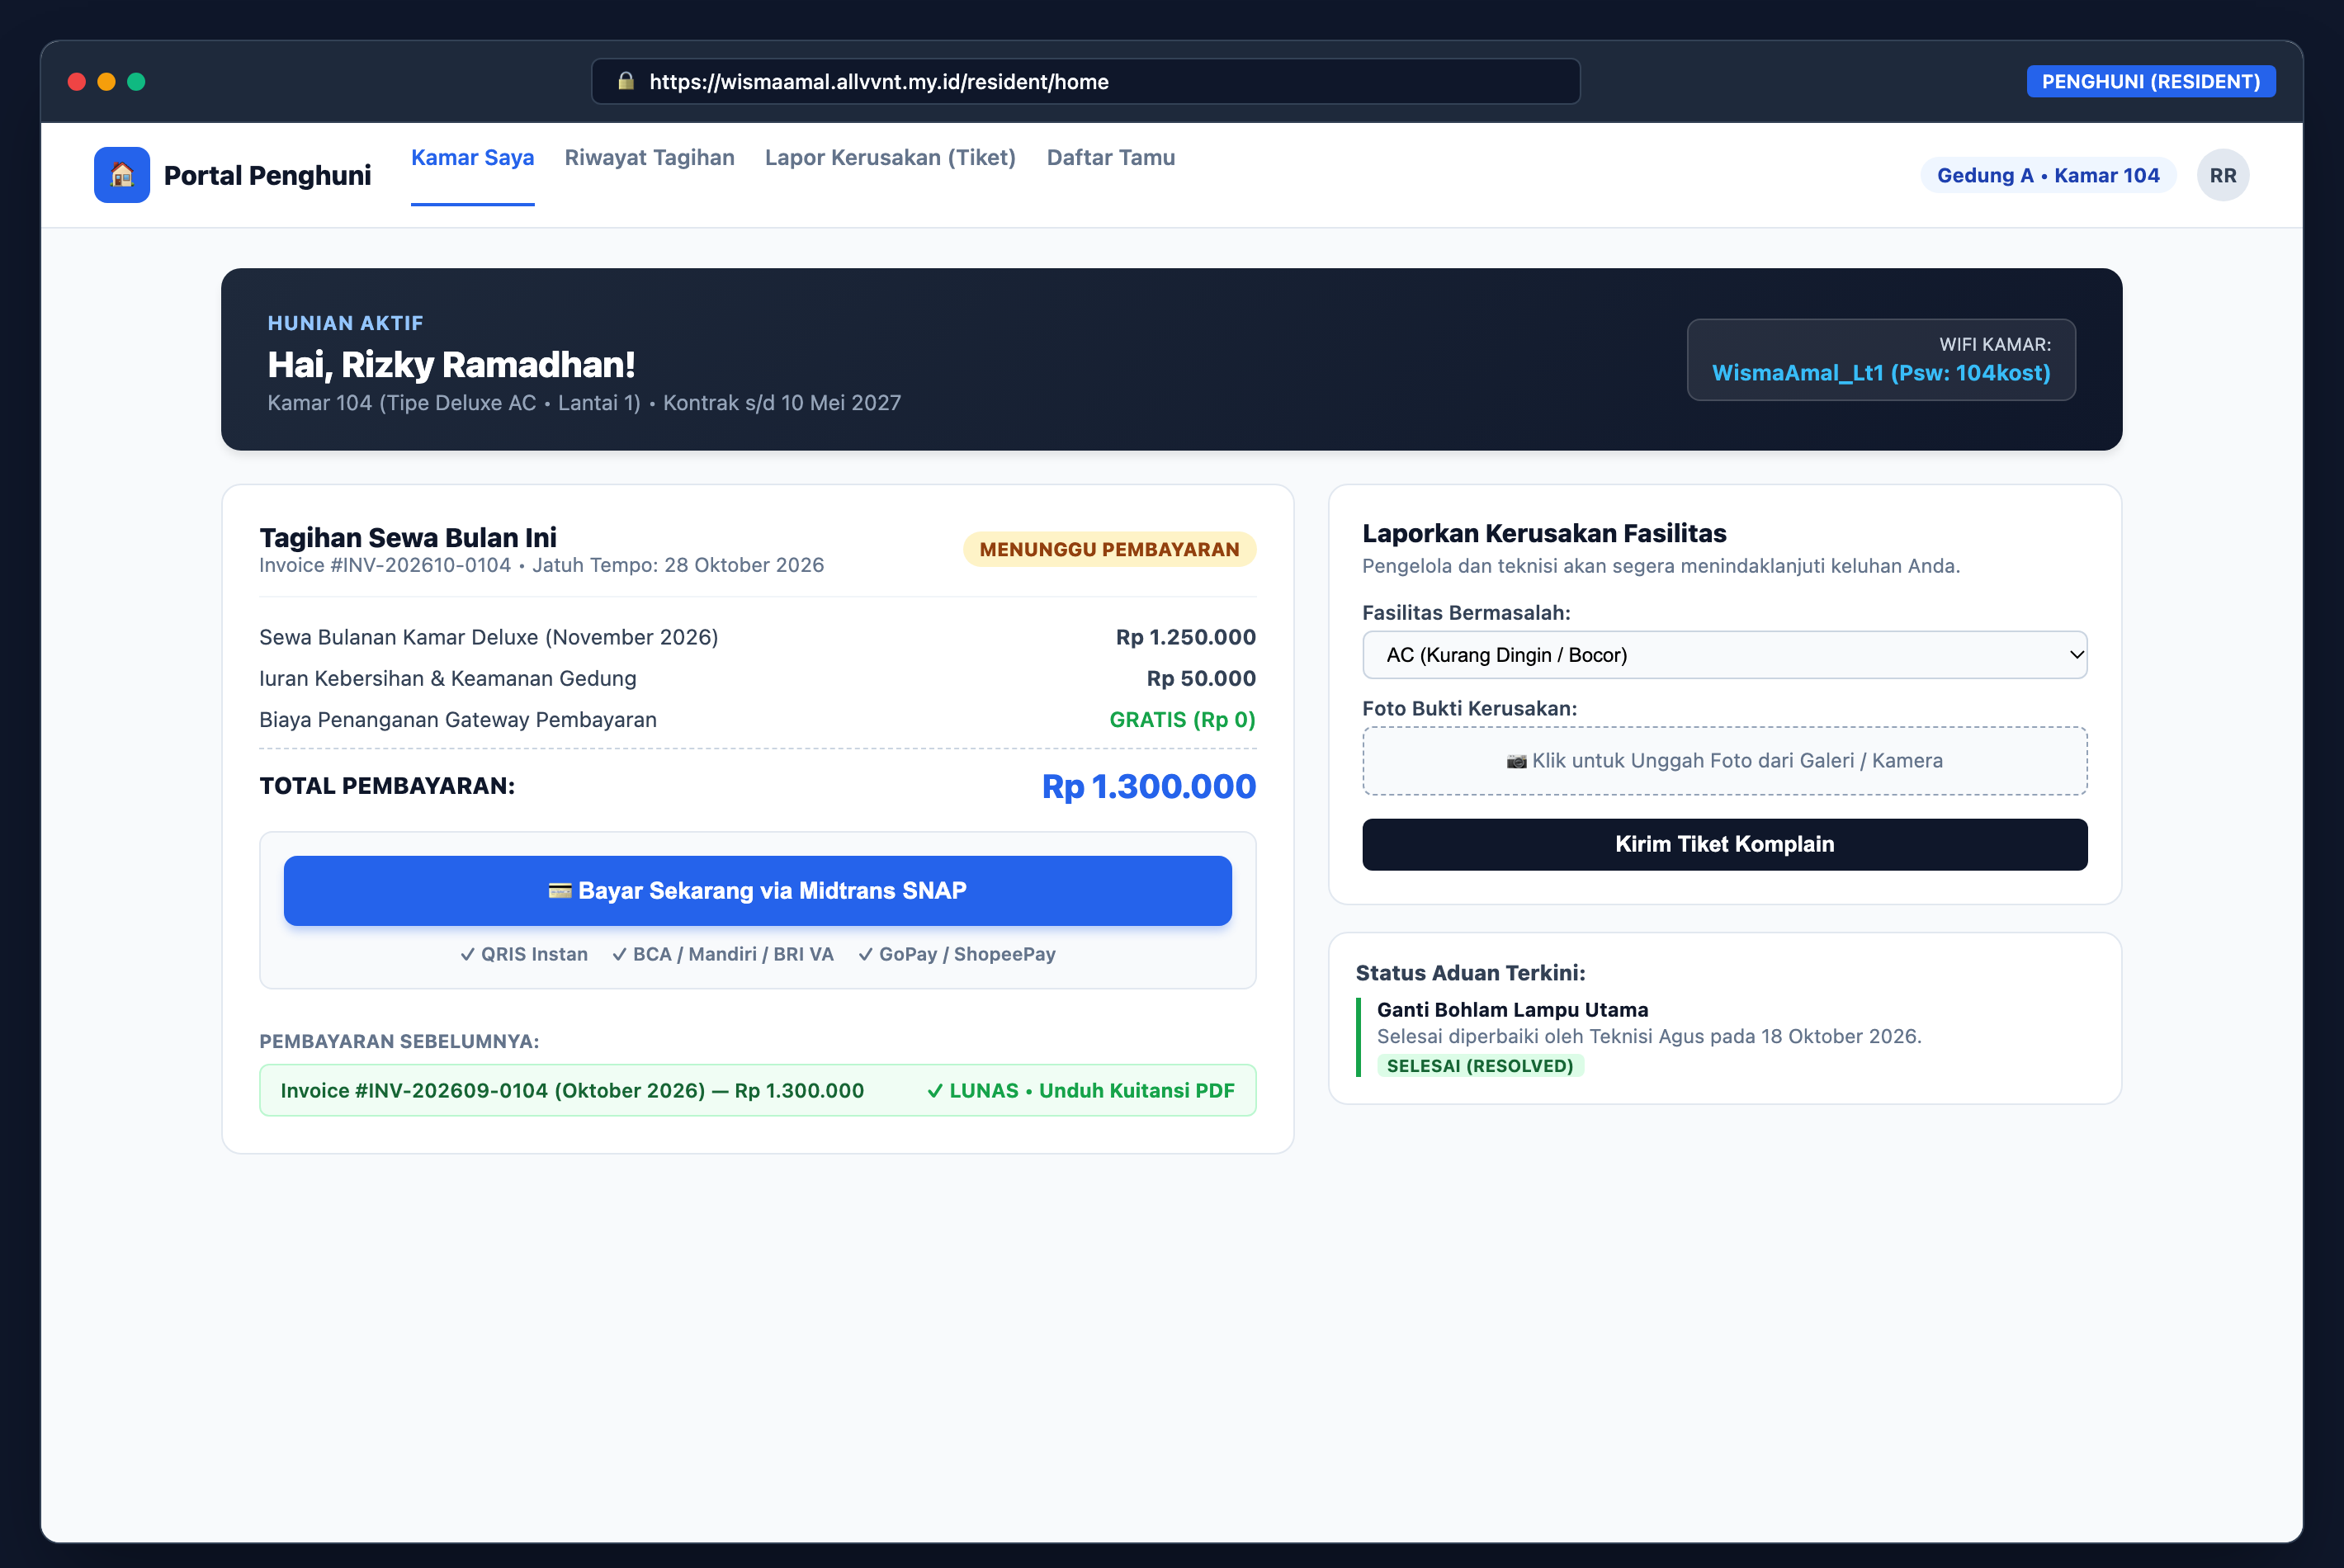 https://wismaamal.allvvnt.my.id/resident/home
PENGHUNI (RESIDENT)
Portal Penghuni
Kamar Saya
Riwayat Tagihan
Lapor Kerusakan (Tiket)
Daftar Tamu
Gedung A • Kamar 104
RR
HUNIAN AKTIF
Hai, Rizky Ramadhan!
Kamar 104 (Tipe Deluxe AC • Lantai 1) • Kontrak s/d 10 Mei 2027
WIFI KAMAR:
WismaAmal_Lt1 (Psw: 104kost)
Tagihan Sewa Bulan Ini
Invoice #INV-202610-0104 • Jatuh Tempo: 28 Oktober 2026
MENUNGGU PEMBAYARAN
Sewa Bulanan Kamar Deluxe (November 2026) Rp 1.250.000
Iuran Kebersihan & Keamanan Gedung Rp 50.000
Biaya Penanganan Gateway Pembayaran GRATIS (Rp 0)
TOTAL PEMBAYARAN: Rp 1.300.000
💳 Bayar Sekarang via Midtrans SNAP
✓ QRIS Instan ✓ BCA / Mandiri / BRI VA ✓ GoPay / ShopeePay
PEMBAYARAN SEBELUMNYA:
Invoice #INV-202609-0104 (Oktober 2026) — Rp 1.300.000 ✓ LUNAS • Unduh Kuitansi PDF
Laporkan Kerusakan Fasilitas
Pengelola dan teknisi akan segera menindaklanjuti keluhan Anda.
Fasilitas Bermasalah:
AC (Kurang Dingin / Bocor)
Foto Bukti Kerusakan:
📷 Klik untuk Unggah Foto dari Galeri / Kamera
Kirim Tiket Komplain
Status Aduan Terkini:
Ganti Bohlam Lampu Utama
Selesai diperbaiki oleh Teknisi Agus pada 18 Oktober 2026.
SELESAI (RESOLVED)